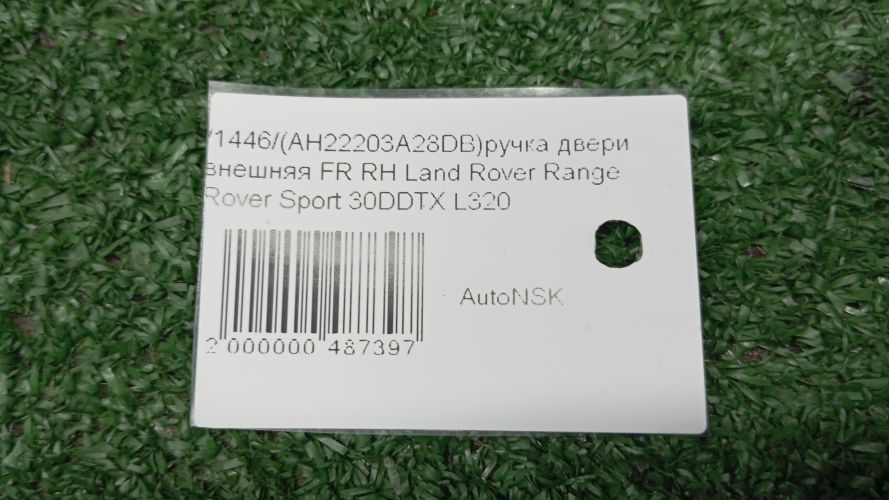 /1446/(AH22203A28DB)ручка двери
внешняя FR RH Land Rover Range
Rover Sport 30DDTX L320
AutoNSK
2 000000 487397